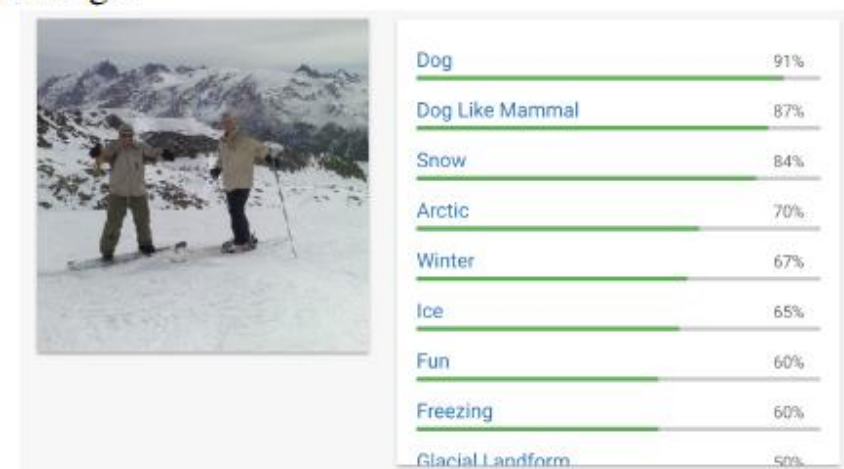 Dog 91%
Dog Like Mammal 87%
Snow 84%
Arctic 70%
Winter 67%
Ice 65%
Fun 60%
Freezing 60%
Glacial Landform 50%